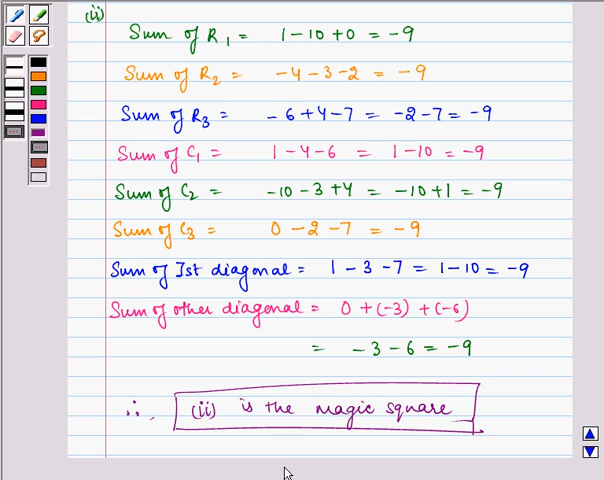 (ii)
Sum of R1 = 1-10+0 = -9
Sum of R2 = -4-3-2 = -9
Sum of R3 = -6+4-7 = -2-7 = -9
Sum of C1 = 1-4-6 = 1-10 = -9
Sum of C2 = -10-3+4 = -10+1 = -9
Sum of C3 = 0-2-7 = -9
Sum of Ist diagonal = 1-3-7 = 1-10 = -9
Sum of other diagonal = 0+(-3)+(-6)
= -3-6 = -9
∴ (ii) is the magic square